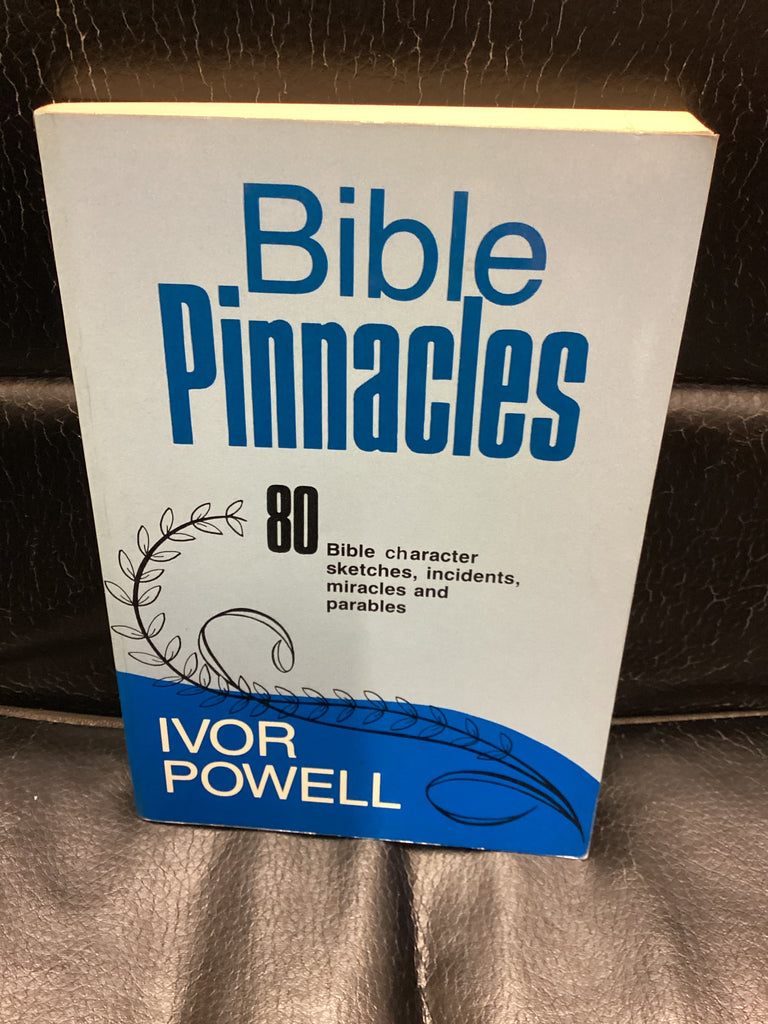 Bible
Pinnacles
80
Bible character
sketches, incidents,
miracles and
parables
IVOR
POWELL